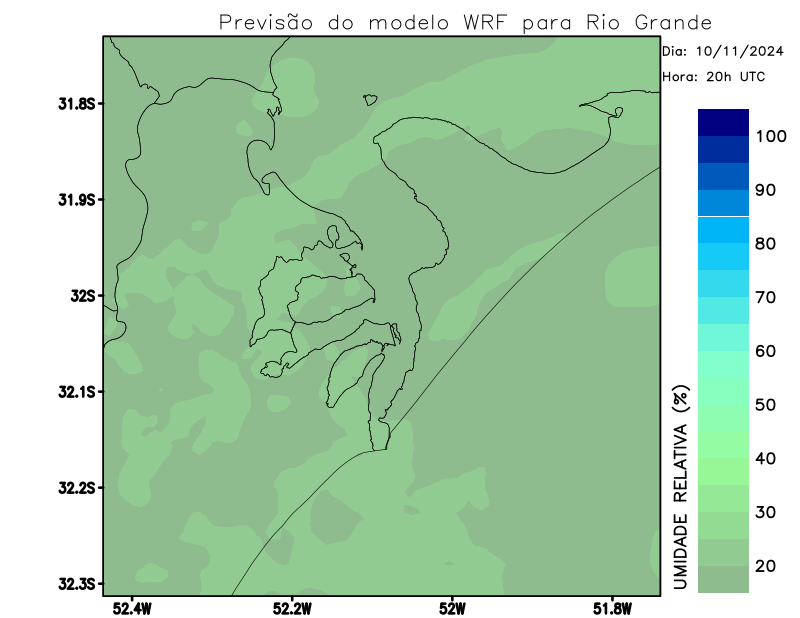 Previsão do modelo WRF para Rio Grande
Dia: 10/11/2024
Hora: 20h UTC
31.8S
31.9S
32S
32.1S
32.2S
32.3S
52.4W
52.2W
52W
51.8W
100
90
80
70
60
50
40
30
20
UMIDADE RELATIVA (%)